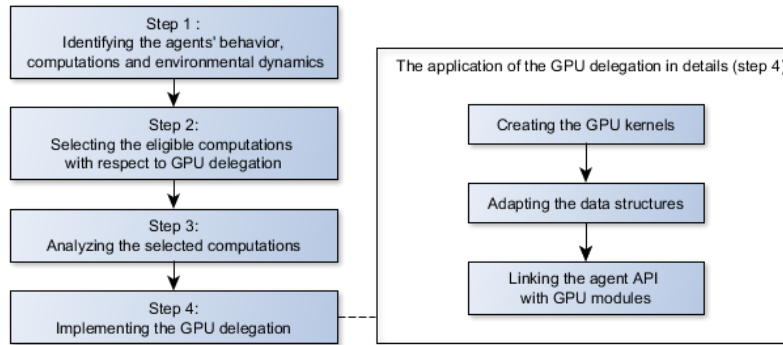 Step 1 :
Identifying the agents' behavior,
computations and environmental dynamics
Step 2:
Selecting the eligible computations
with respect to GPU delegation
Step 3:
Analyzing the selected computations
Step 4:
Implementing the GPU delegation
The application of the GPU delegation in details (step 4)
Creating the GPU kernels
Adapting the data structures
Linking the agent API
with GPU modules